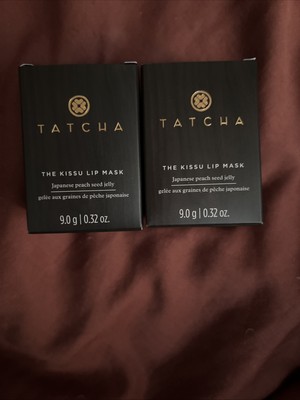 TATCHA
THE KISSU LIP MASK
Japanese peach seed jelly
gelée aux graines de pêche japonaise
9.0 g | 0.32 oz.
TATCHA
THE KISSU LIP MASK
Japanese peach seed jelly
gelée aux graines de pêche japonaise
9.0 g | 0.32 oz.